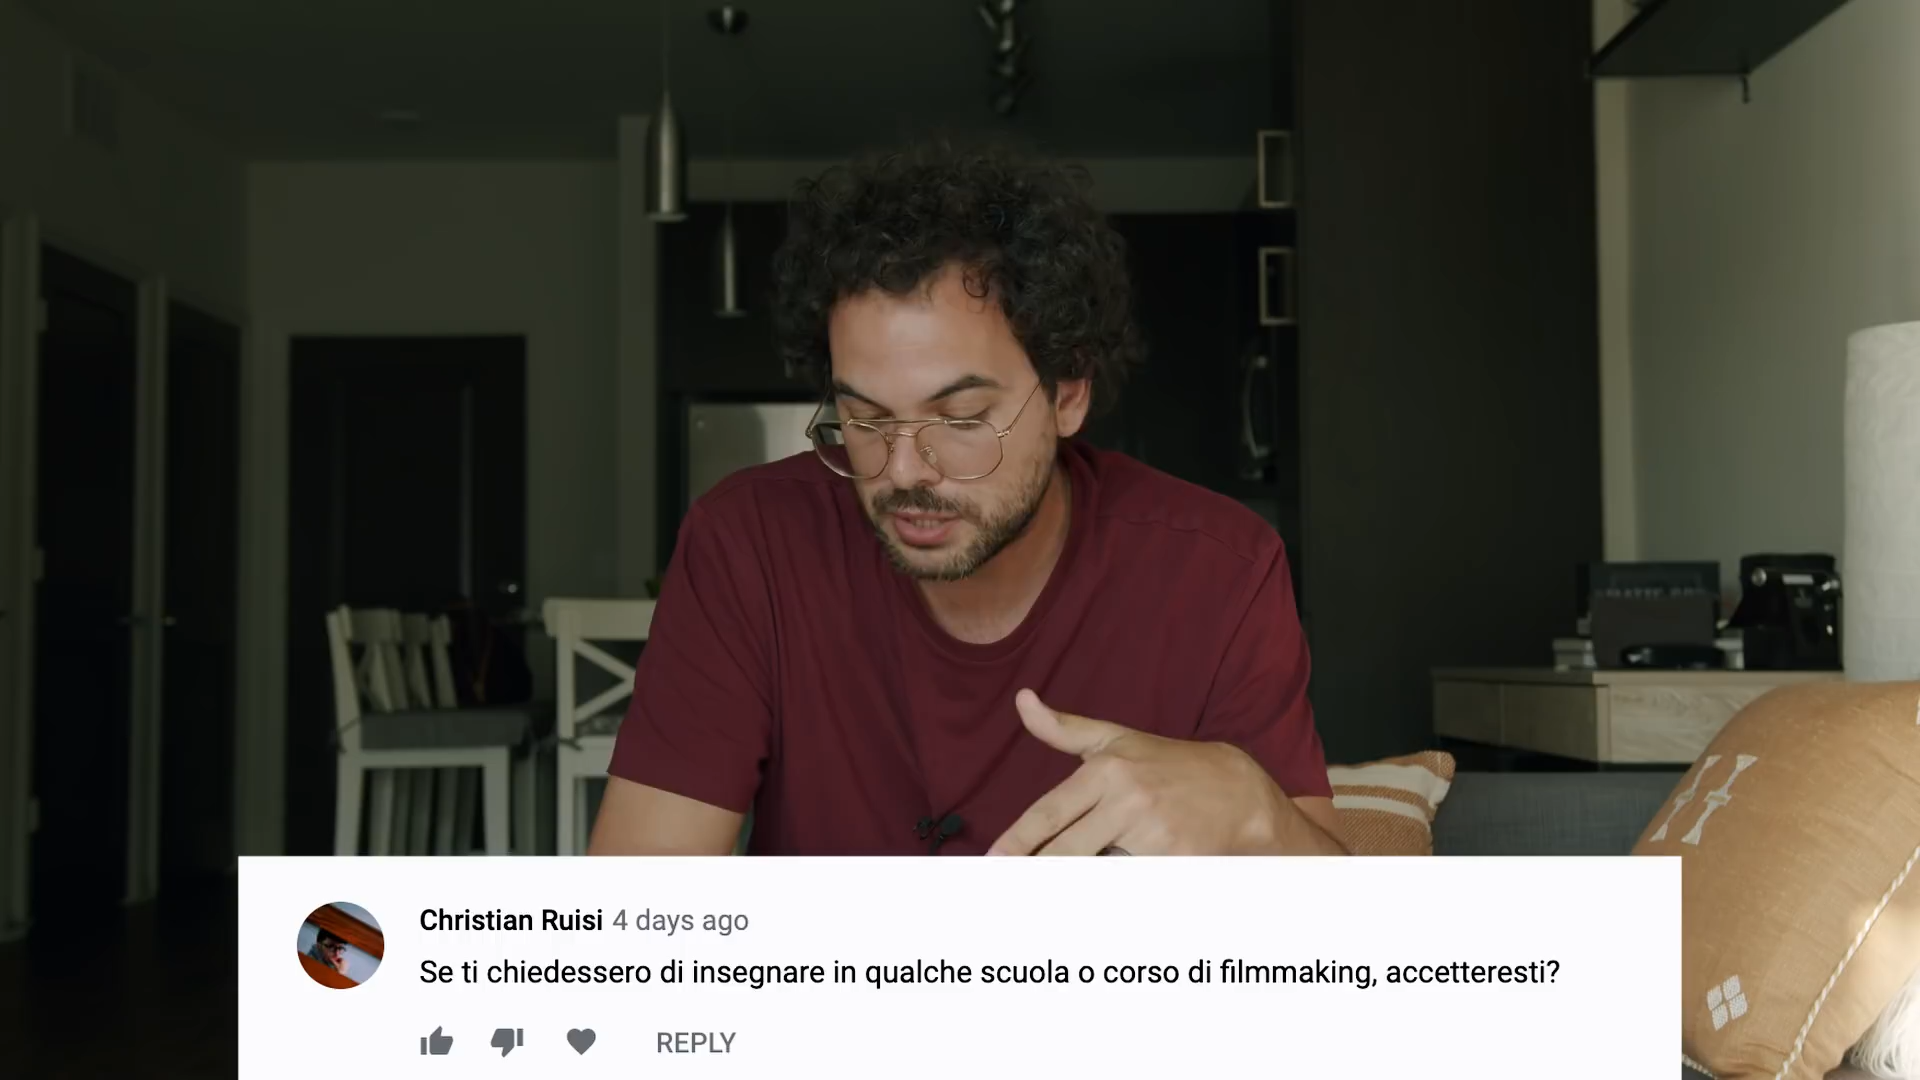 Christian Ruisi 4 days ago
Se ti chiedessero di insegnare in qualche scuola o corso di filmmaking, accetteresti?
REPLY